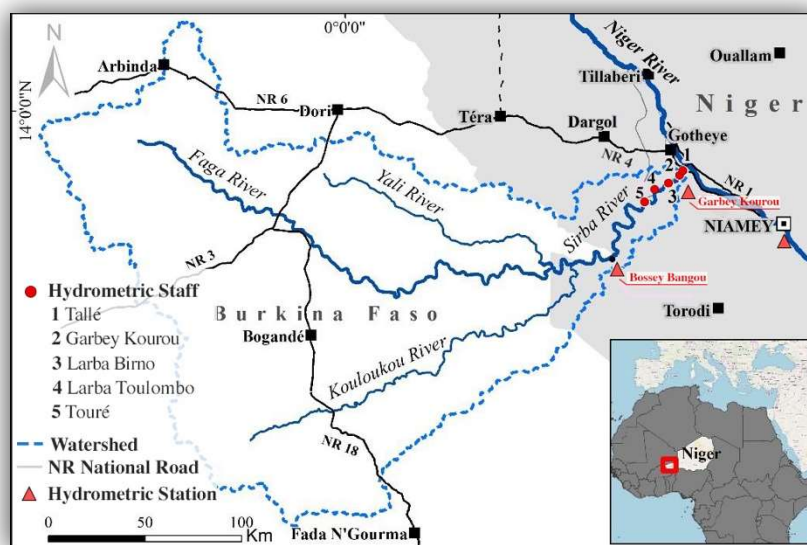 0°0'0"
N
14°0'0"N
Arbinda
NR 6
Dori
Téra
Dargol
NR 4
Tillaberi
Niger River
Ouallam
Niger
Gotheye
1
2
3
4
5
NR 1
Garbey Kourou
NIAMEY
Faga River
Yali River
Sirba River
NR 3
Bossey Bangou
Torodi
Burkina Faso
Bogandé
Kouloukou River
NR 18
Fada N'Gourma
Hydrometric Staff
1 Tallé
2 Garbey Kourou
3 Larba Birno
4 Larba Toulombo
5 Touré
Watershed
NR National Road
Hydrometric Station
0 50 100
Km
Niger